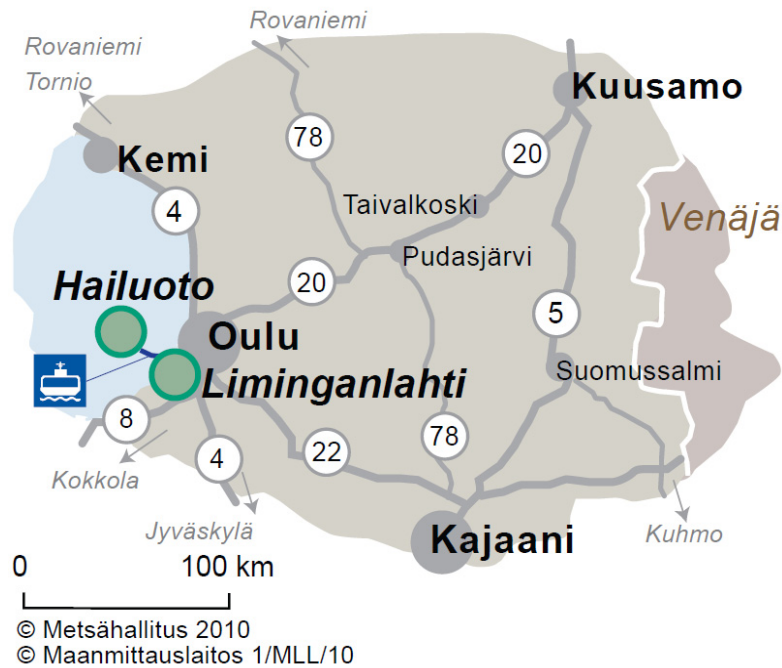 Rovaniemi
Rovaniemi
Tornio
Kuusamo
78
Kemi
20
4
Taivalkoski
Venäjä
Pudasjärvi
Hailuoto
20
5
Oulu
Suomussalmi
Liminganlahti
8
78
4
22
Kokkola
Jyväskylä
Kajaani
Kuhmo
0 100 km
© Metsähallitus 2010
© Maanmittauslaitos 1/MLL/10